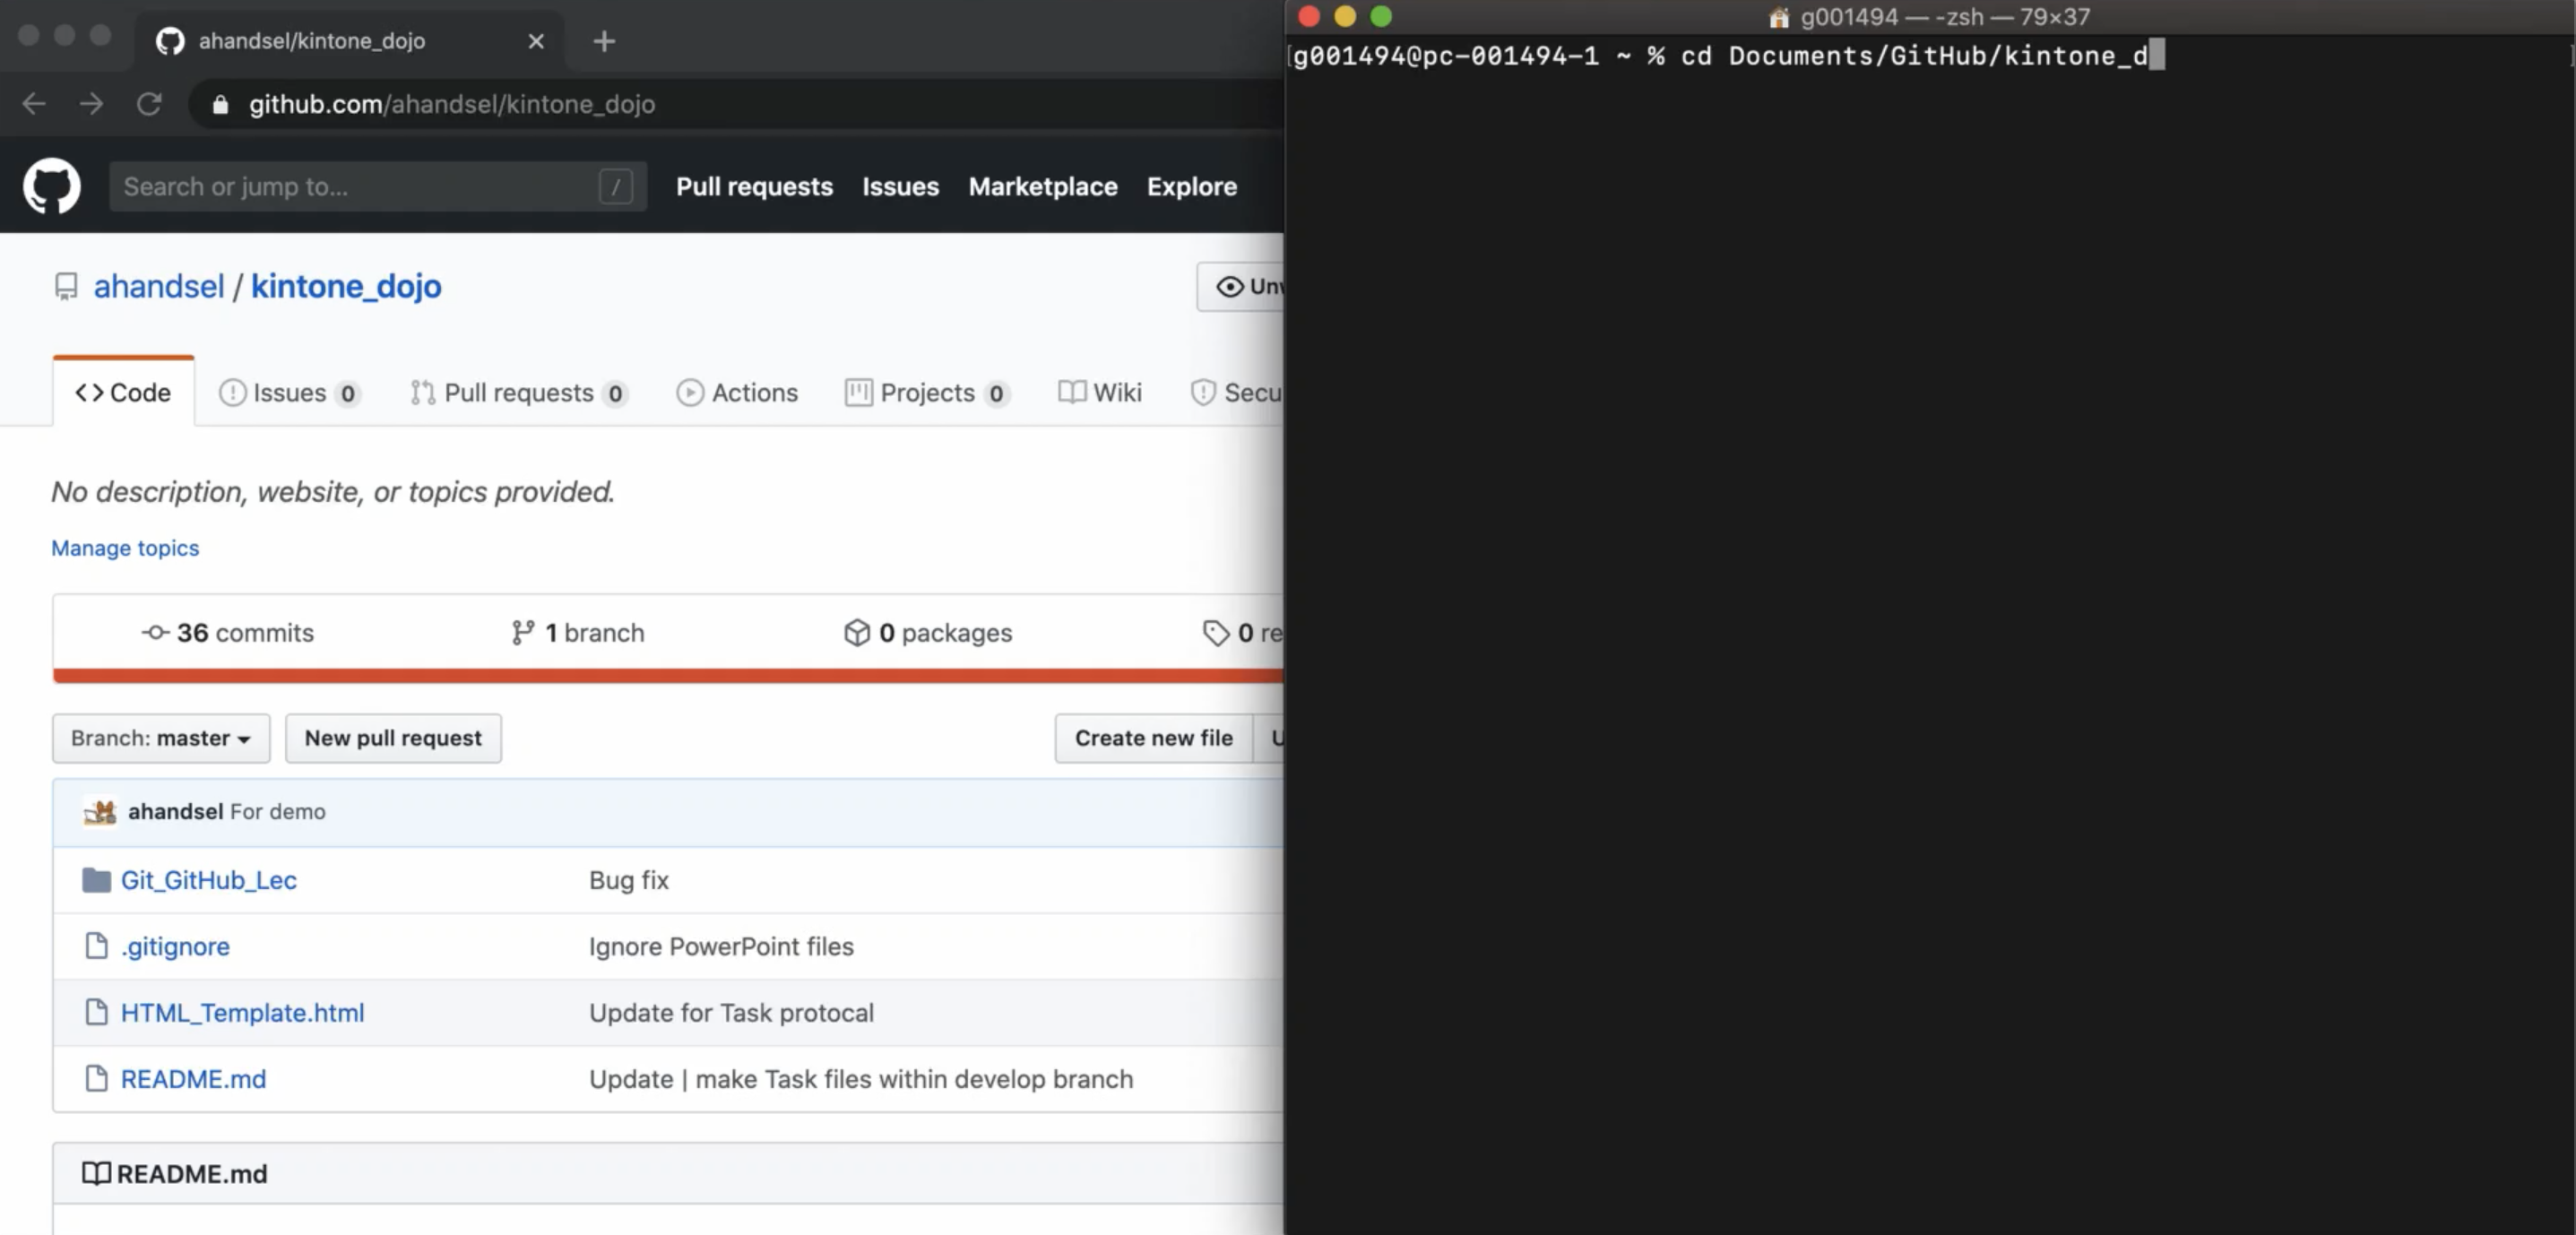 ahandsel/kintone_dojo
github.com/ahandsel/kintone_dojo
Search or jump to... /
Pull requests Issues Marketplace Explore
ahandsel / kintone_dojo
Code Issues 0 Pull requests 0 Actions Projects 0 Wiki Secu
No description, website, or topics provided.
Manage topics
36 commits 1 branch 0 packages 0 re
Branch: master New pull request Create new file U
ahandsel For demo
Git_GitHub_Lec Bug fix
.gitignore Ignore PowerPoint files
HTML_Template.html Update for Task protocal
README.md Update | make Task files within develop branch
README.md
g001494 — -zsh — 79×37
[g001494@pc-001494-1 ~ % cd Documents/GitHub/kintone_d ]